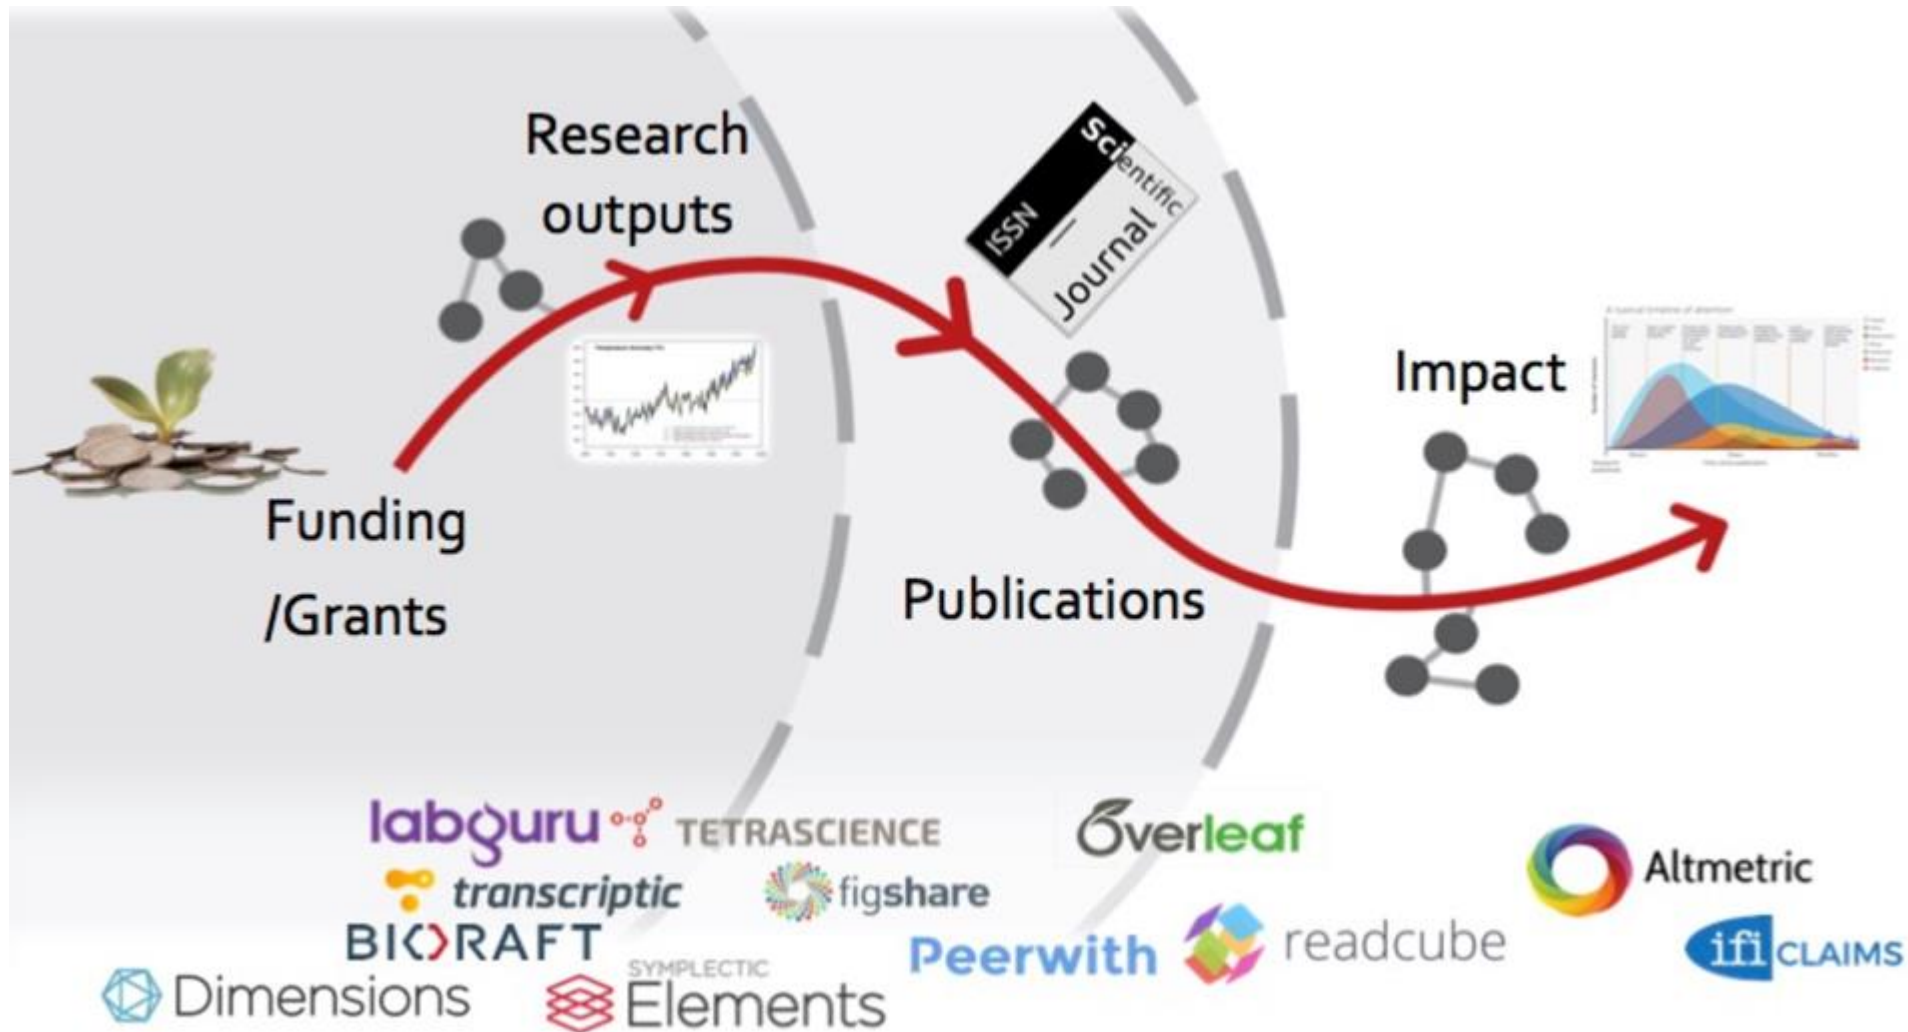 Research
outputs
Scientific
ISSN
Journal
Impact
Funding
/Grants
Publications
labguru
TETRASCIENCE
Overleaf
transcriptic
figshare
Altmetric
BIORAFT
Peerwith
readcube
ifi CLAIMS
Dimensions
SYMPLECTIC
Elements